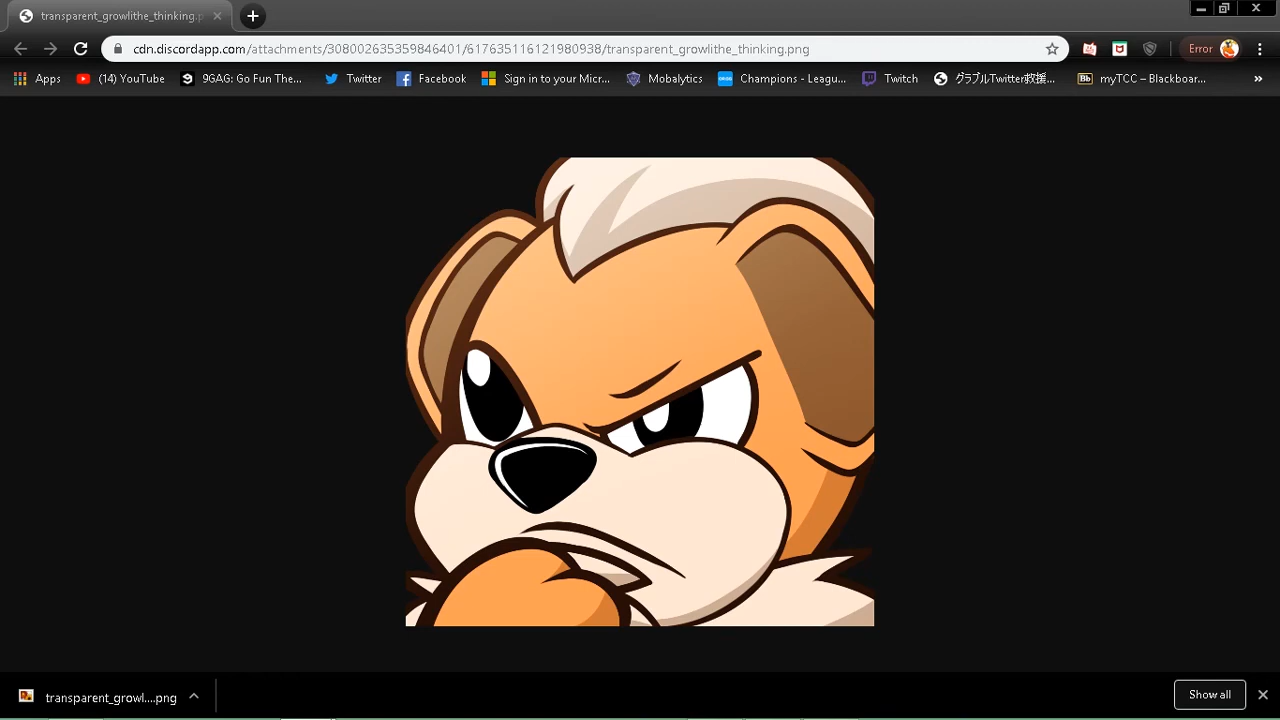 transparent_growlithe_thinking.p
cdn.discordapp.com/attachments/308002635359846401/617635116121980938/transparent_growlithe_thinking.png
Error
Apps
(14) YouTube
9GAG: Go Fun The...
Twitter
Facebook
Sign in to your Micr...
Mobalytics
Champions - Leagu...
Twitch
グラブルTwitter救援...
Bb
myTCC – Blackboar...
»
transparent_growl....png
Show all